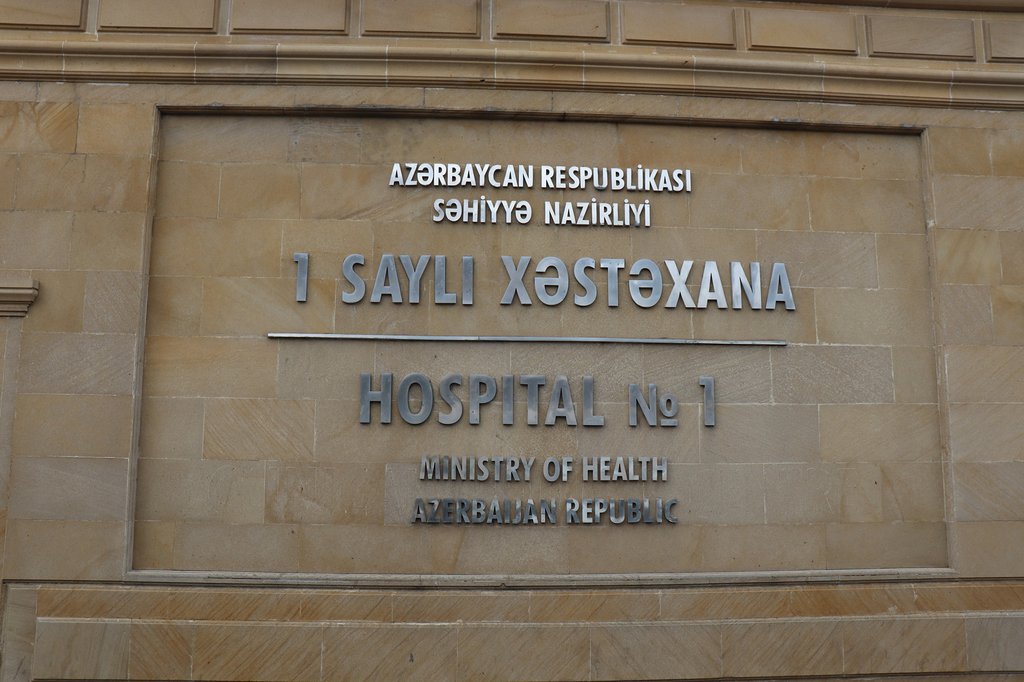 AZƏRBAYCAN RESPUBLİKASI
SƏHİYYƏ NAZİRLİYİ
1 SAYLI XƏSTƏXANA
HOSPITAL № 1
MINISTRY OF HEALTH
AZERBAIJAN REPUBLIC